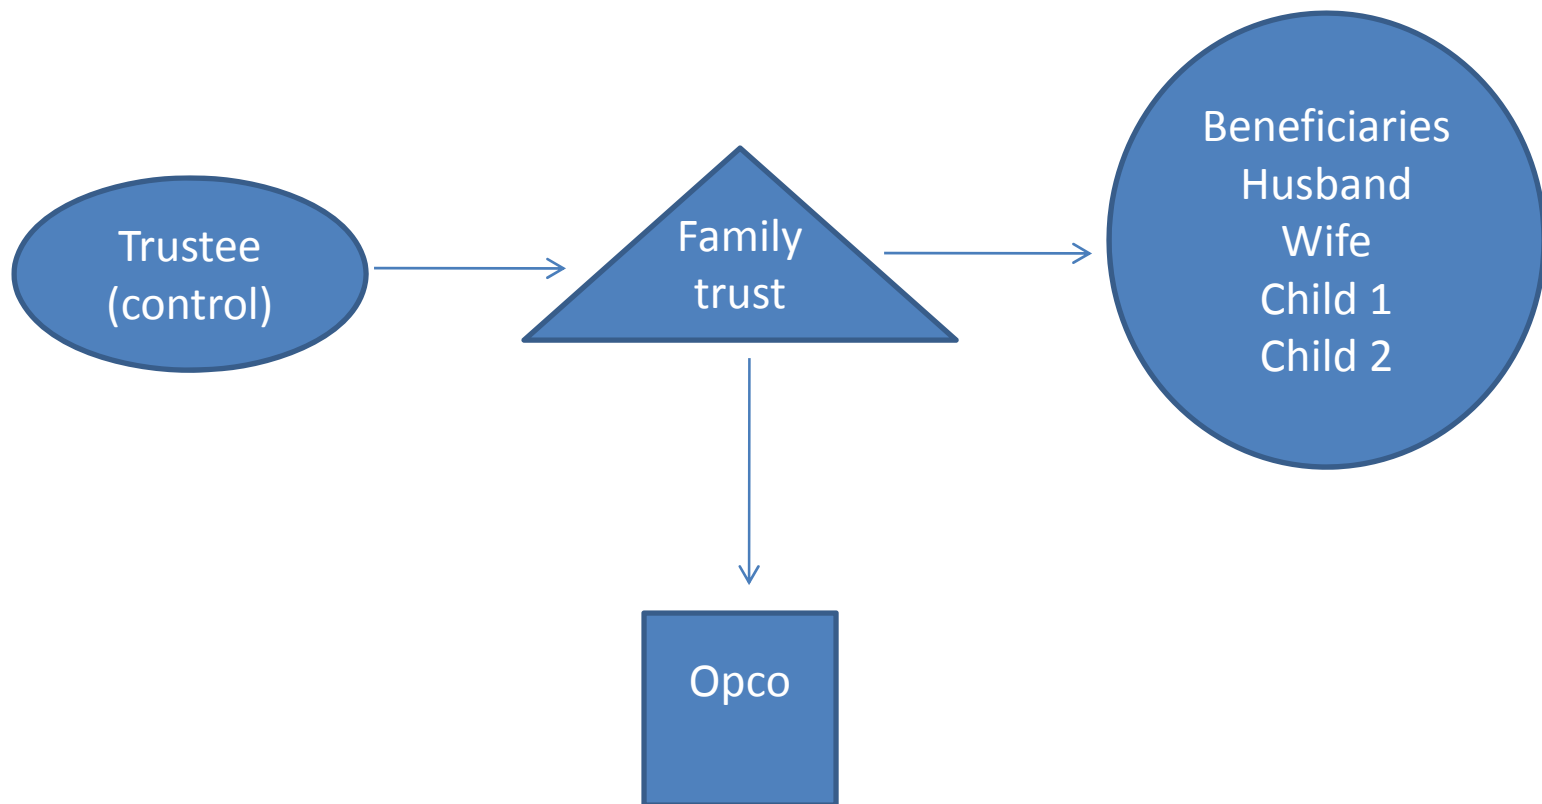 Trustee
(control)
Family
trust
Beneficiaries
Husband
Wife
Child 1
Child 2
Opco